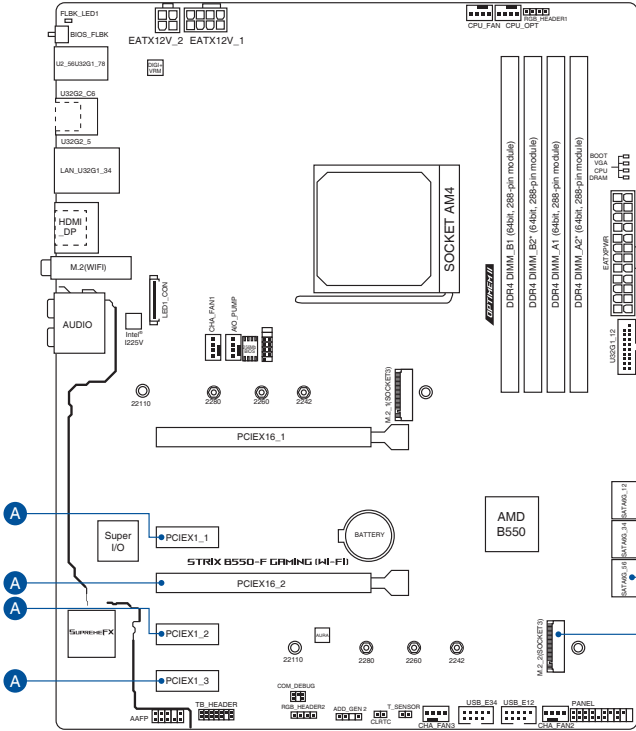 FLBK_LED1
BIOS_FLBK
EATX12V_2 EATX12V_1
CPU_FAN CPU_OPT
RGB_HEADER1
U2_56U32G1_78
DIGI+
VRM
U32G2_C6
U32G2_5
LAN_U32G1_34
HDMI
_DP
M.2(WIFI)
AUDIO
LED1_CON
Intel®
I225V
CHA_FAN1
AIO_PUMP
SOCKET AM4
OPTIMEM II
DDR4 DIMM_B1 (64bit, 288-pin module)
DDR4 DIMM_B2* (64bit, 288-pin module)
DDR4 DIMM_A1 (64bit, 288-pin module)
DDR4 DIMM_A2* (64bit, 288-pin module)
BOOT
VGA
CPU
DRAM
EATXPWR
U32G1_12
22110
2280
2260
2242
M.2_1(SOCKET3)
PCIEX16_1
A
PCIEX1_1
Super
I/O
BATTERY
AMD
B550
SATA6G_12
SATA6G_34
SATA6G_56
STRIX B550-F GAMING (WI-FI)
A
PCIEX16_2
A
PCIEX1_2
SUPREMEFX
AURA
22110
2280
2260
2242
M.2_2(SOCKET3)
A
PCIEX1_3
COM_DEBUG
AAFP
TB_HEADER
RGB_HEADER2
ADD_GEN 2
CLRTC
T_SENSOR
CHA_FAN3
USB_E34
USB_E12
CHA_FAN2
PANEL